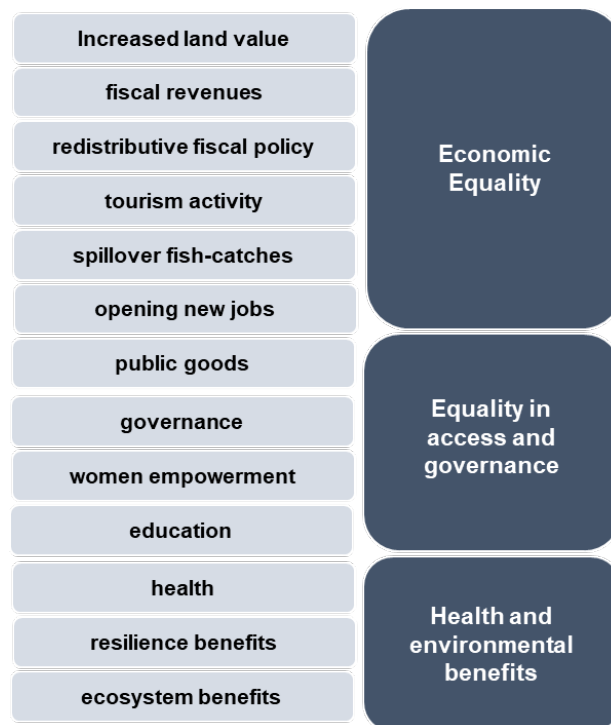 Increased land value
fiscal revenues
redistributive fiscal policy
tourism activity
spillover fish-catches
opening new jobs
Economic
Equality
public goods
governance
women empowerment
education
Equality in
access and
governance
health
resilience benefits
ecosystem benefits
Health and
environmental
benefits